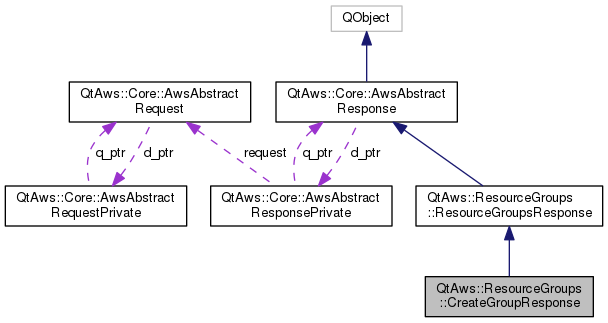 QObject
QtAws::Core::AwsAbstract
Request
QtAws::Core::AwsAbstract
Response
q_ptr
d_ptr
request
q_ptr
d_ptr
QtAws::Core::AwsAbstract
RequestPrivate
QtAws::Core::AwsAbstract
ResponsePrivate
QtAws::ResourceGroups
::ResourceGroupsResponse
QtAws::ResourceGroups
::CreateGroupResponse